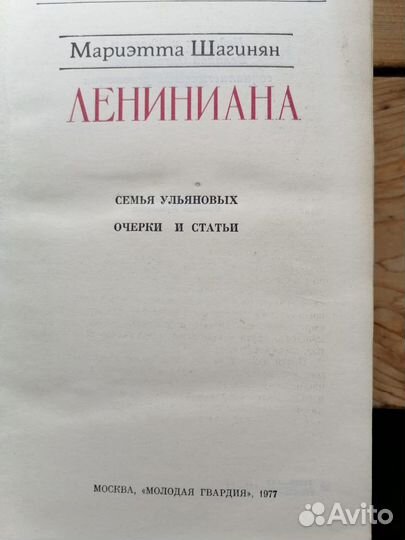 Мариэтта Шагинян
ЛЕНИНИАНА
СЕМЬЯ УЛЬЯНОВЫХ
ОЧЕРКИ И СТАТЬИ
МОСКВА, «МОЛОДАЯ ГВАРДИЯ», 1977
Avito